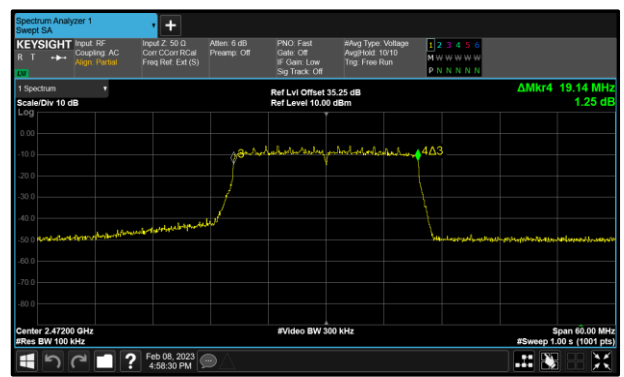 Spectrum Analyzer 1
Swept SA
+
KEYSIGHT
R T
Input: RF
Coupling: AC
Align: Partial
Input Z: 50 Ω
Corr CCorr RCal
Freq Ref: Ext (S)
Atten: 6 dB
Preamp: Off
PNO: Fast
Gate: Off
IF Gain: Low
Sig Track: Off
#Avg Type: Voltage
Avg|Hold: 10/10
Trig: Free Run
1 2 3 4 5 6
M W W W W W
P N N N N N
1 Spectrum
Scale/Div 10 dB
Log
Ref Lvl Offset 35.25 dB
Ref Level 10.00 dBm
ΔMkr4 19.14 MHz
1.25 dB
0.00
-10.0
-20.0
-30.0
-40.0
-50.0
-60.0
-70.0
-80.0
3
4Δ3
Center 2.47200 GHz
#Res BW 100 kHz
#Video BW 300 kHz
Span 60.00 MHz
#Sweep 1.00 s (1001 pts)
?
Feb 08, 2023
4:58:30 PM